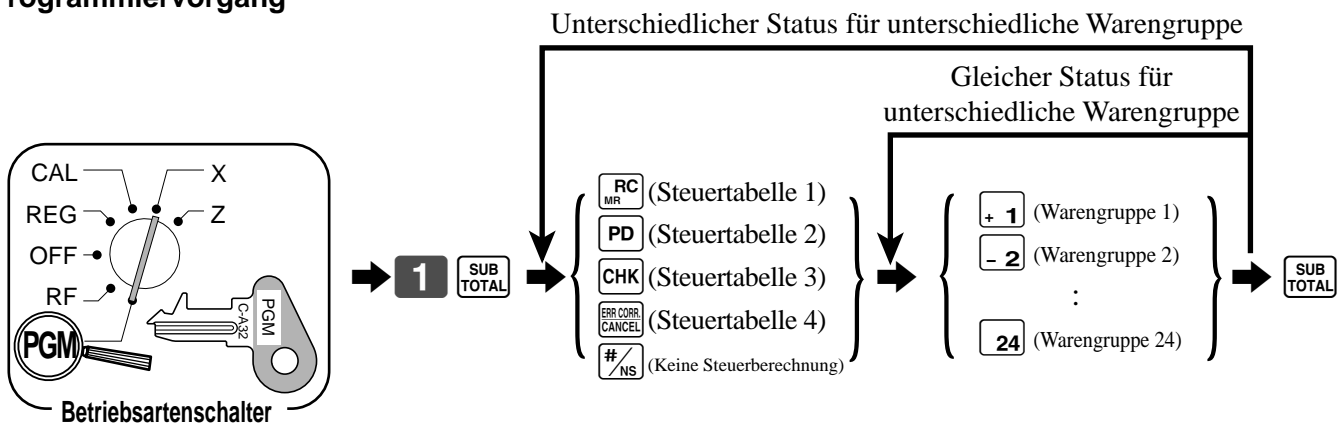 rogrammiervorgang
Unterschiedlicher Status für unterschiedliche Warengruppe
Gleicher Status für
unterschiedliche Warengruppe
CAL
X
REG
Z
OFF
RF
PGM
C-A32
PGM
Betriebsartenschalter
1
SUB
TOTAL
RC
MR
(Steuertabelle 1)
PD (Steuertabelle 2)
CHK (Steuertabelle 3)
ERR CORR.
CANCEL
(Steuertabelle 4)
#/NS (Keine Steuerberechnung)
+ 1 (Warengruppe 1)
– 2 (Warengruppe 2)
:
24 (Warengruppe 24)
SUB
TOTAL